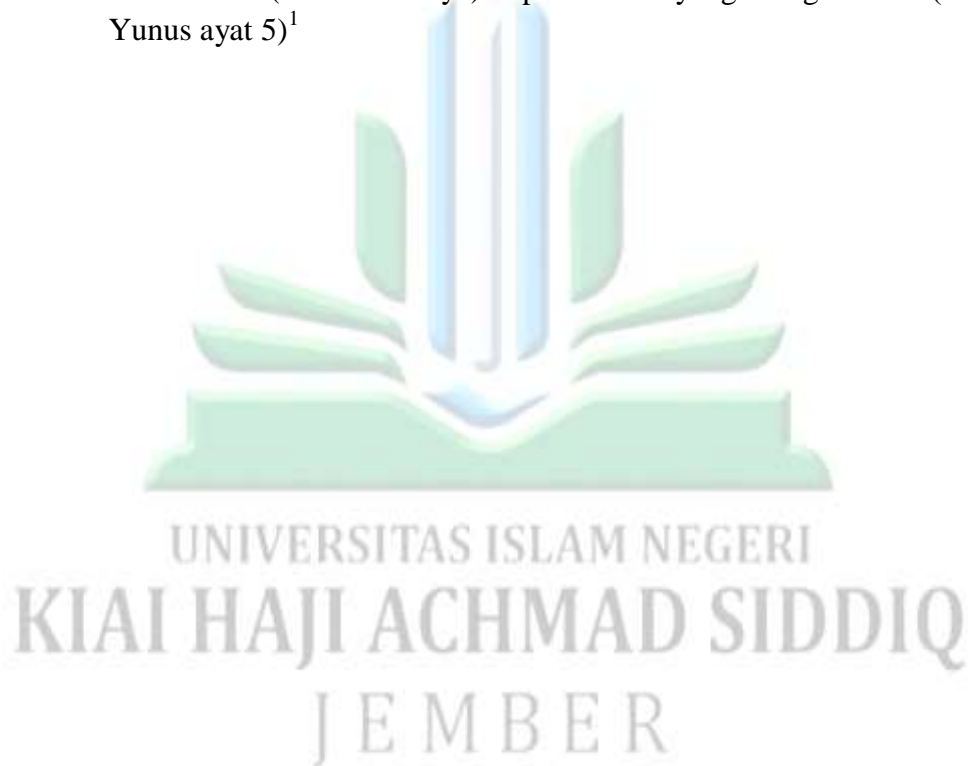 Yunus ayat 5)1
UNIVERSITAS ISLAM NEGERI
KIAI HAJI ACHMAD SIDDIQ
JEMBER